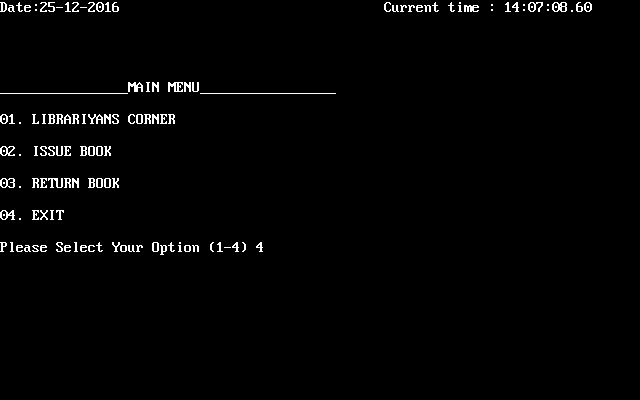 Date:25-12-2016 Current time : 14:07:08.60
________________MAIN MENU_________________
01. LIBRARIYANS CORNER
02. ISSUE BOOK
03. RETURN BOOK
04. EXIT
Please Select Your Option (1-4) 4